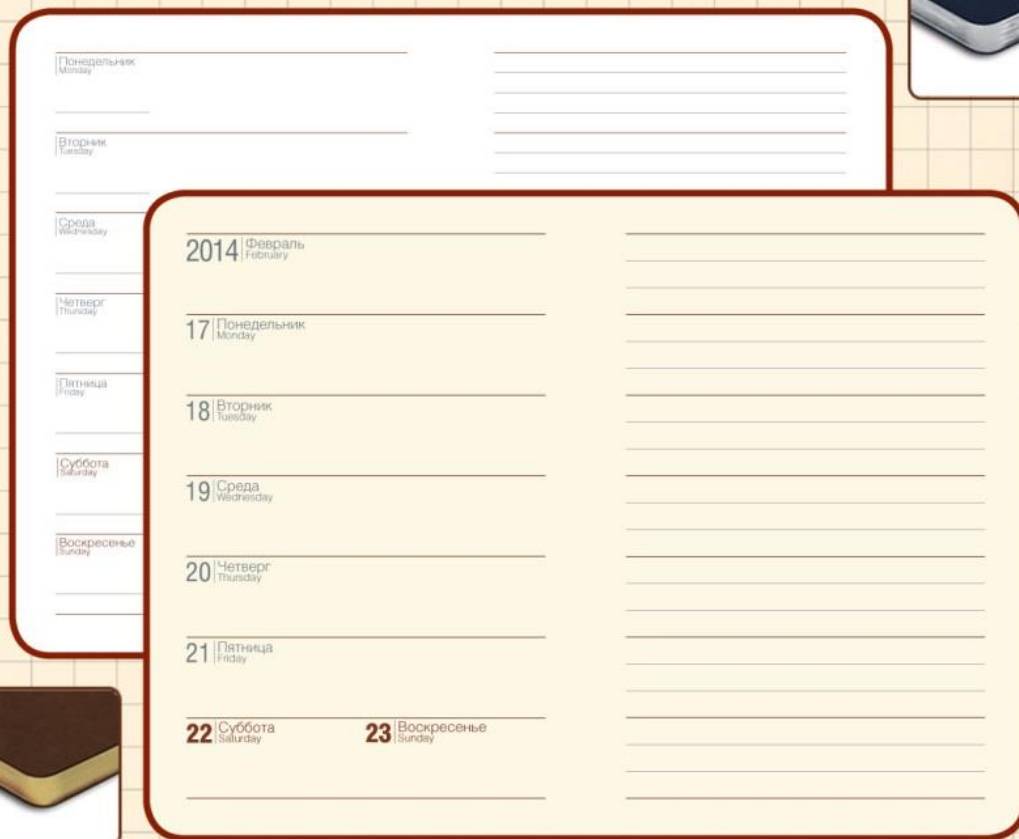 Понедельник
Monday
Вторник
Tuesday
Среда
Wednesday
Четверг
Thursday
Пятница
Friday
Суббота
Saturday
Воскресенье
Sunday
2014 Февраль
February
17 Понедельник
Monday
18 Вторник
Tuesday
19 Среда
Wednesday
20 Четверг
Thursday
21 Пятница
Friday
22 Суббота 23 Воскресенье
Saturday Sunday